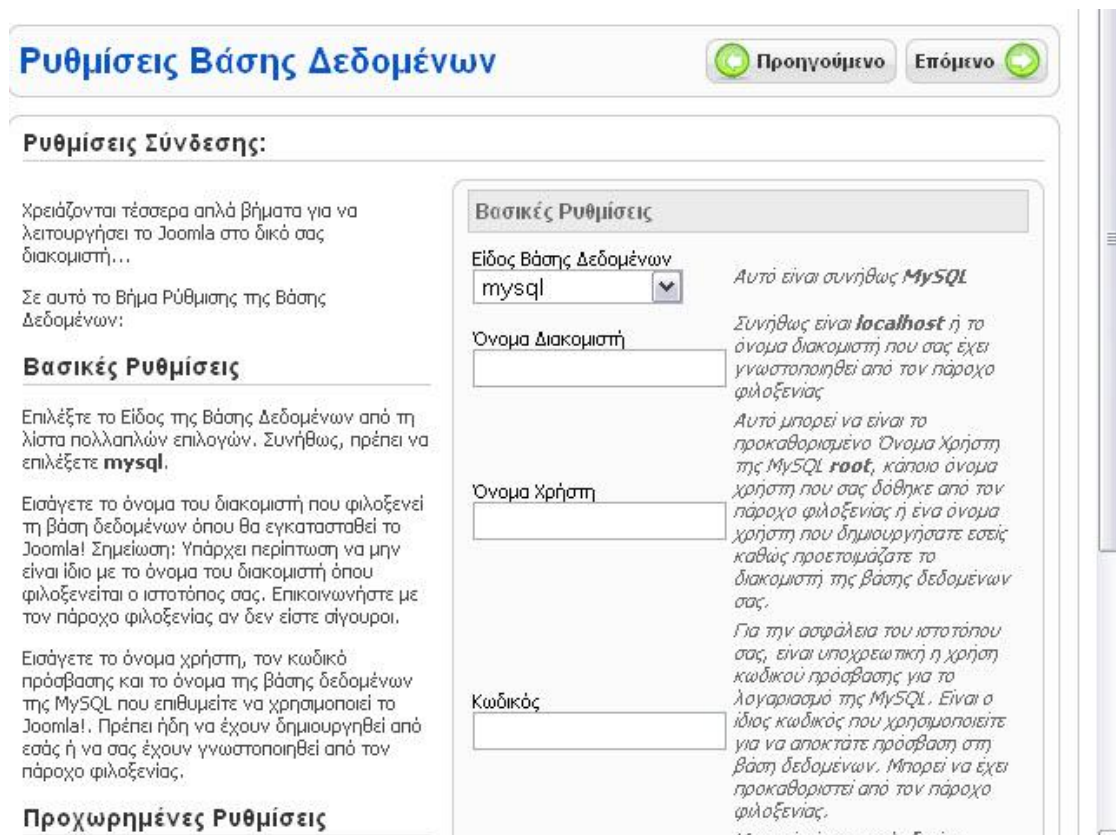 Ρυθμίσεις Βάσης Δεδομένων
Προηγούμενο
Επόμενο
Ρυθμίσεις Σύνδεσης:
Χρειάζονται τέσσερα απλά βήματα για να
λειτουργήσει το Joomla στο δικό σας
διακομιστή...
Σε αυτό το Βήμα Ρύθμισης της Βάσης
Δεδομένων:
Βασικές Ρυθμίσεις
Επιλέξτε το Είδος της Βάσης Δεδομένων από τη
λίστα πολλαπλών επιλογών. Συνήθως, πρέπει να
επιλέξετε mysql.
Εισάγετε το όνομα του διακομιστή που φιλοξενεί
τη βάση δεδομένων όπου θα εγκατασταθεί το
Joomla! Σημείωση: Υπάρχει περίπτωση να μην
είναι ίδιο με το όνομα του διακομιστή όπου
φιλοξενείται ο ιστοτόπος σας. Επικοινωνήστε με
τον πάροχο φιλοξενίας αν δεν είστε σίγουροι.
Εισάγετε το όνομα χρήστη, τον κωδικό
πρόσβασης και το όνομα της βάσης δεδομένων
της MySQL που επιθυμείτε να χρησιμοποιεί το
Joomla!. Πρέπει ήδη να έχουν δημιουργηθεί από
εσάς ή να σας έχουν γνωστοποιηθεί από τον
πάροχο φιλοξενίας.
Προχωρημένες Ρυθμίσεις
Βασικές Ρυθμίσεις
Είδος Βάσης Δεδομένων
mysql
Αυτό είναι συνήθως MySQL
Όνομα Διακομιστή
Συνήθως είναι localhost ή το
όνομα διακομιστή που σας έχει
γνωστοποιηθεί από τον πάροχο
φιλοξενίας
Όνομα Χρήστη
Αυτό μπορεί να είναι το
προκαθορισμένο Όνομα Χρήστη
της MySQL root, κάποιο όνομα
χρήστη που σας δόθηκε από τον
πάροχο φιλοξενίας ή ένα όνομα
χρήστη που δημιουργήσατε εσείς
καθώς προετοιμάζατε το
διακομιστή της βάσης δεδομένων
σας.
Κωδικός
Για την ασφάλεια του ιστοτόπου
σας, είναι υποχρεωτική η χρήση
κωδικού πρόσβασης για το
λογαριασμό της MySQL. Είναι ο
ίδιος κωδικός που χρησιμοποιείτε
για να αποκτάτε πρόσβαση στη
βάση δεδομένων. Μπορεί να έχει
προκαθοριστεί από τον πάροχο
φιλοξενίας.